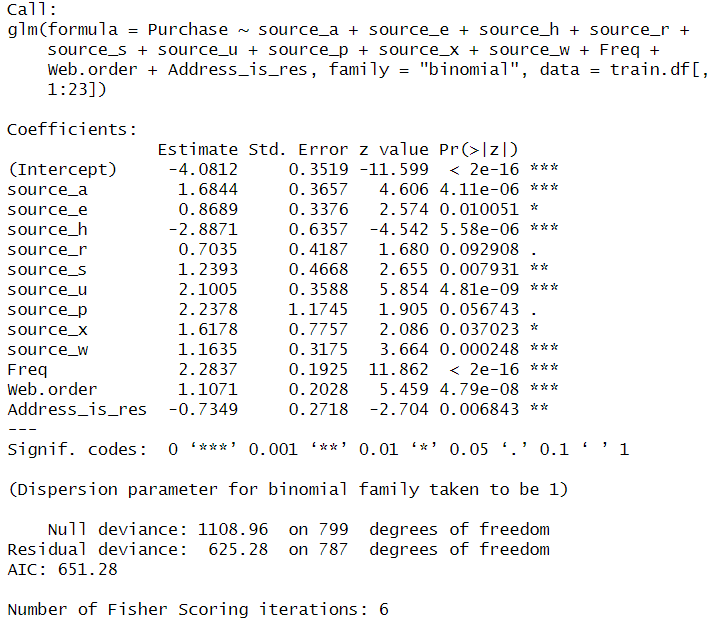 Call:
glm(formula = Purchase ~ source_a + source_e + source_h + source_r +
    source_s + source_u + source_p + source_x + source_w + Freq +
    Web.order + Address_is_res, family = "binomial", data = train.df[,
    1:23])

Coefficients:
               Estimate Std. Error z value Pr(>|z|)
(Intercept)     -4.0812     0.3519 -11.599  < 2e-16 ***
source_a         1.6844     0.3657   4.606 4.11e-06 ***
source_e         0.8689     0.3376   2.574 0.010051 *
source_h        -2.8871     0.6357  -4.542 5.58e-06 ***
source_r         0.7035     0.4187   1.680 0.092908 .
source_s         1.2393     0.4668   2.655 0.007931 **
source_u         2.1005     0.3588   5.854 4.81e-09 ***
source_p         2.2378     1.1745   1.905 0.056743 .
source_x         1.6178     0.7757   2.086 0.037023 *
source_w         1.1635     0.3175   3.664 0.000248 ***
Freq             2.2837     0.1925  11.862  < 2e-16 ***
Web.order        1.1071     0.2028   5.459 4.79e-08 ***
Address_is_res  -0.7349     0.2718  -2.704 0.006843 **
---
Signif. codes:  0 ‘***’ 0.001 ‘**’ 0.01 ‘*’ 0.05 ‘.’ 0.1 ‘ ’ 1

(Dispersion parameter for binomial family taken to be 1)

    Null deviance: 1108.96  on 799  degrees of freedom
Residual deviance:  625.28  on 787  degrees of freedom
AIC: 651.28

Number of Fisher Scoring iterations: 6